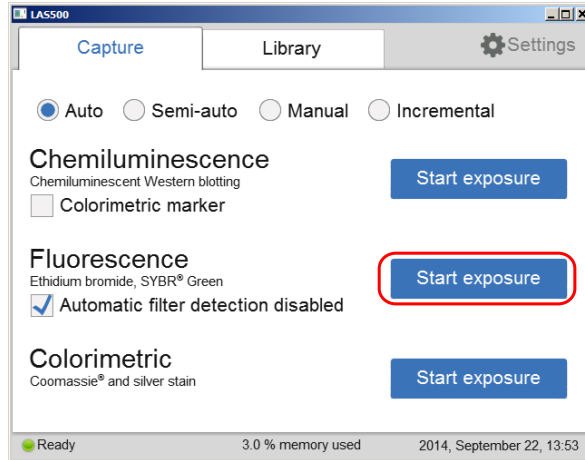 LAS500
Capture Library Settings
Auto Semi-auto Manual Incremental
Chemiluminescence
Chemiluminescent Western blotting
Start exposure
Colorimetric marker
Fluorescence
Ethidium bromide, SYBR® Green
Start exposure
Automatic filter detection disabled
Colorimetric
Coomassie® and silver stain
Start exposure
Ready 3.0 % memory used 2014, September 22, 13:53